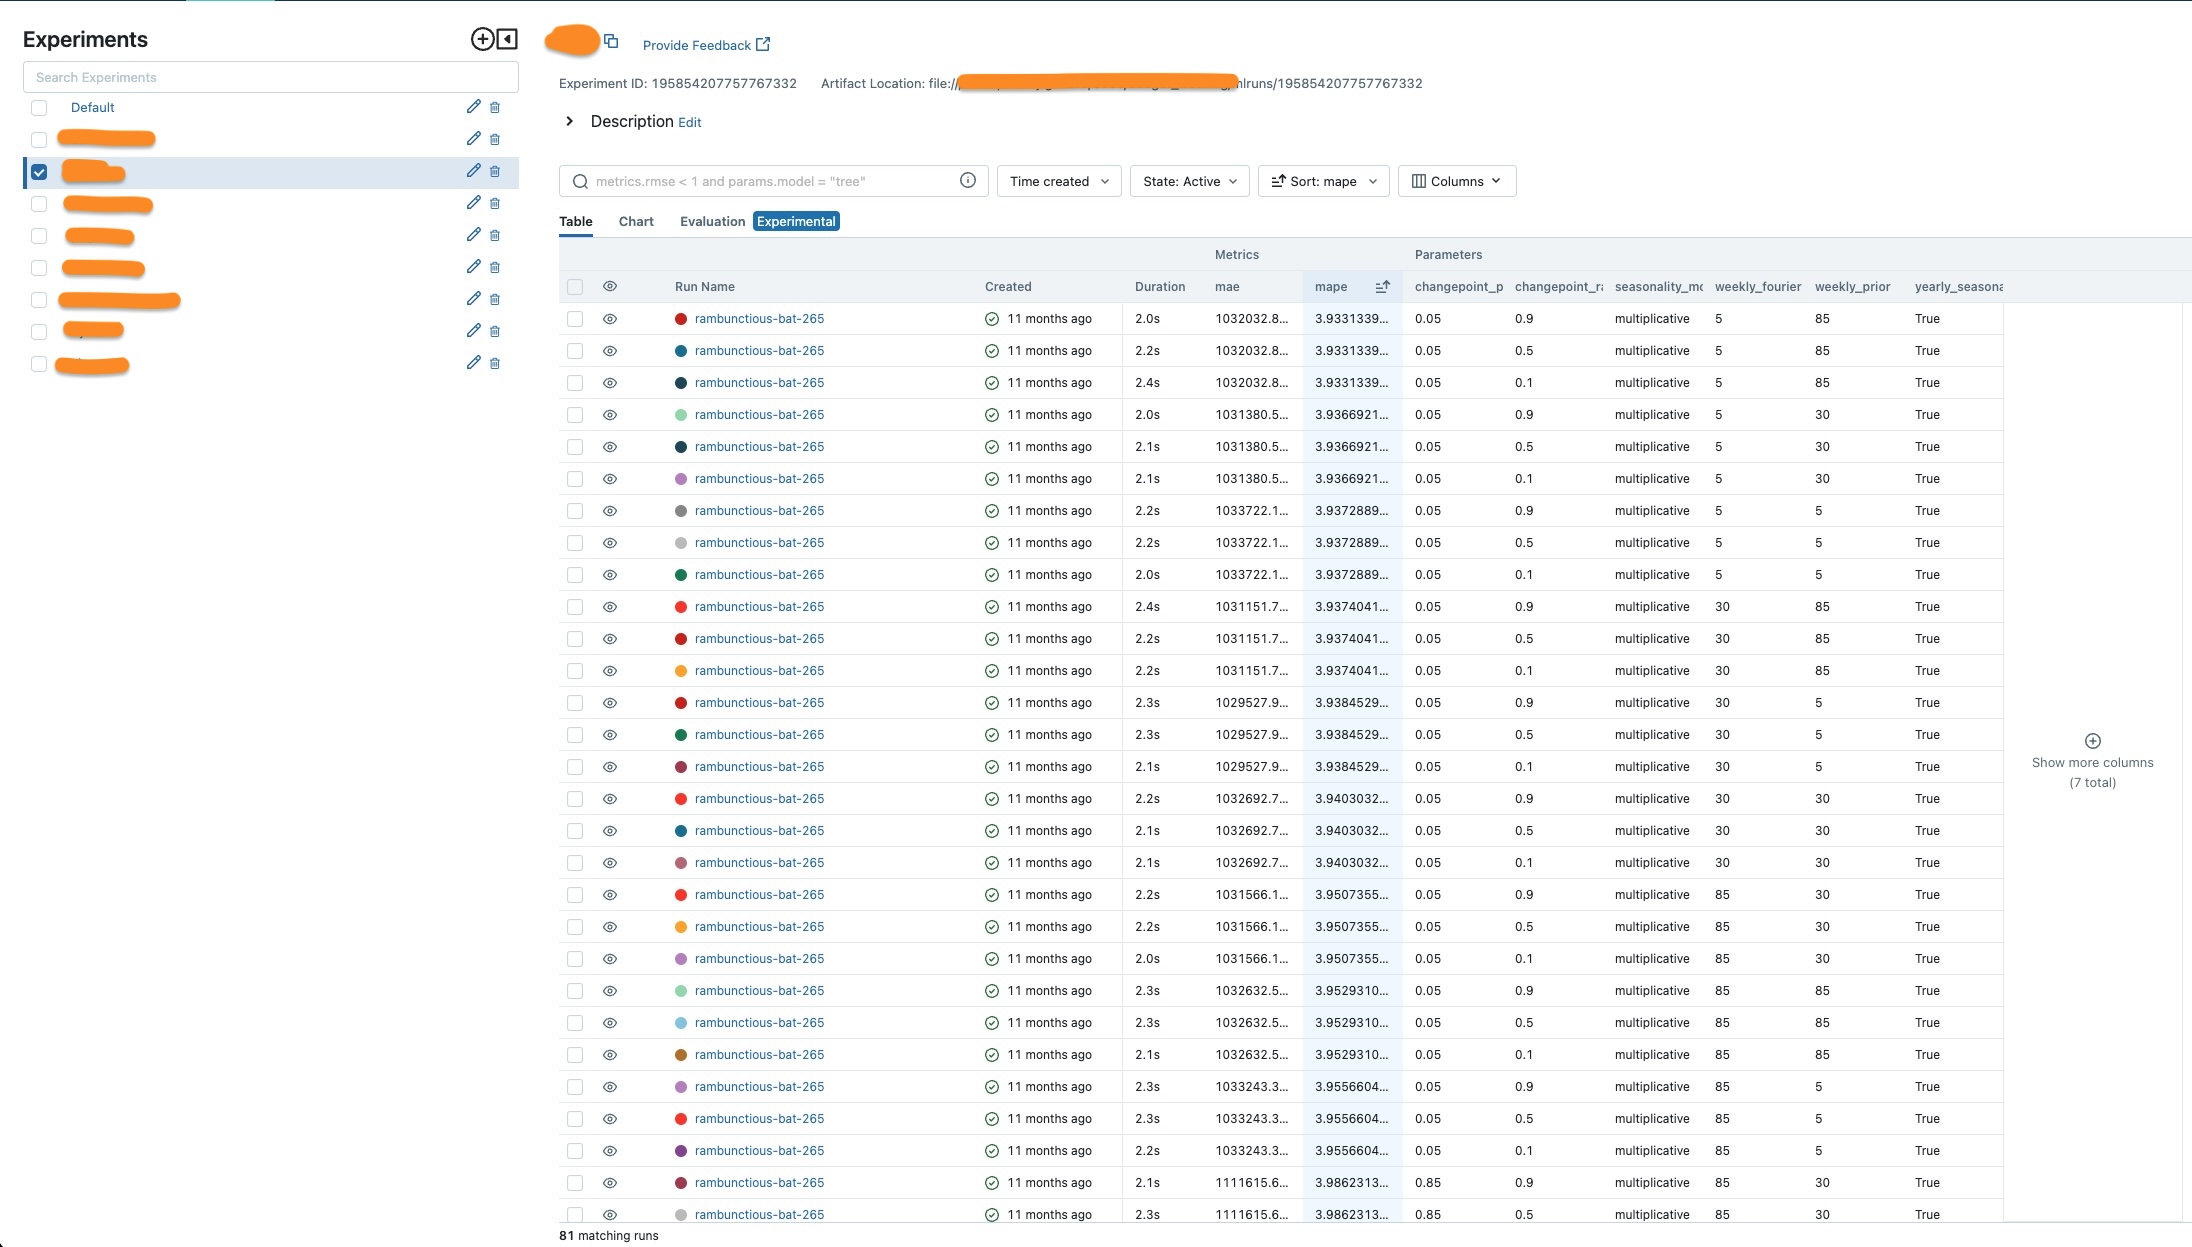 Experiments
Search Experiments
Default
Provide Feedback
Experiment ID: 195854207757767332 Artifact Location: file:// mlruns/195854207757767332
Description Edit
metrics.rmse < 1 and params.model = "tree" Time created State: Active Sort: mape Columns
Table Chart Evaluation Experimental
Metrics Parameters
Run Name Created Duration mae mape changepoint_p changepoint_ra seasonality_mo weekly_fourier weekly_prior yearly_seasona
rambunctious-bat-265 11 months ago 2.0s 1032032.8... 3.9331339... 0.05 0.9 multiplicative 5 85 True
rambunctious-bat-265 11 months ago 2.2s 1032032.8... 3.9331339... 0.05 0.5 multiplicative 5 85 True
rambunctious-bat-265 11 months ago 2.4s 1032032.8... 3.9331339... 0.05 0.1 multiplicative 5 85 True
rambunctious-bat-265 11 months ago 2.0s 1031380.5... 3.9366921... 0.05 0.9 multiplicative 5 30 True
rambunctious-bat-265 11 months ago 2.1s 1031380.5... 3.9366921... 0.05 0.5 multiplicative 5 30 True
rambunctious-bat-265 11 months ago 2.1s 1031380.5... 3.9366921... 0.05 0.1 multiplicative 5 30 True
rambunctious-bat-265 11 months ago 2.2s 1033722.1... 3.9372889... 0.05 0.9 multiplicative 5 5 True
rambunctious-bat-265 11 months ago 2.2s 1033722.1... 3.9372889... 0.05 0.5 multiplicative 5 5 True
rambunctious-bat-265 11 months ago 2.0s 1033722.1... 3.9372889... 0.05 0.1 multiplicative 5 5 True
rambunctious-bat-265 11 months ago 2.4s 1031151.7... 3.9374041... 0.05 0.9 multiplicative 30 85 True
rambunctious-bat-265 11 months ago 2.2s 1031151.7... 3.9374041... 0.05 0.5 multiplicative 30 85 True
rambunctious-bat-265 11 months ago 2.2s 1031151.7... 3.9374041... 0.05 0.1 multiplicative 30 85 True
rambunctious-bat-265 11 months ago 2.3s 1029527.9... 3.9384529... 0.05 0.9 multiplicative 30 5 True
rambunctious-bat-265 11 months ago 2.3s 1029527.9... 3.9384529... 0.05 0.5 multiplicative 30 5 True
rambunctious-bat-265 11 months ago 2.1s 1029527.9... 3.9384529... 0.05 0.1 multiplicative 30 5 True
rambunctious-bat-265 11 months ago 2.2s 1032692.7... 3.9403032... 0.05 0.9 multiplicative 30 30 True
rambunctious-bat-265 11 months ago 2.1s 1032692.7... 3.9403032... 0.05 0.5 multiplicative 30 30 True
rambunctious-bat-265 11 months ago 2.1s 1032692.7... 3.9403032... 0.05 0.1 multiplicative 30 30 True
rambunctious-bat-265 11 months ago 2.2s 1031566.1... 3.9507355... 0.05 0.9 multiplicative 85 30 True
rambunctious-bat-265 11 months ago 2.2s 1031566.1... 3.9507355... 0.05 0.5 multiplicative 85 30 True
rambunctious-bat-265 11 months ago 2.0s 1031566.1... 3.9507355... 0.05 0.1 multiplicative 85 30 True
rambunctious-bat-265 11 months ago 2.3s 1032632.5... 3.9529310... 0.05 0.9 multiplicative 85 85 True
rambunctious-bat-265 11 months ago 2.3s 1032632.5... 3.9529310... 0.05 0.5 multiplicative 85 85 True
rambunctious-bat-265 11 months ago 2.1s 1032632.5... 3.9529310... 0.05 0.1 multiplicative 85 85 True
rambunctious-bat-265 11 months ago 2.3s 1033243.3... 3.9556604... 0.05 0.9 multiplicative 85 5 True
rambunctious-bat-265 11 months ago 2.3s 1033243.3... 3.9556604... 0.05 0.5 multiplicative 85 5 True
rambunctious-bat-265 11 months ago 2.2s 1033243.3... 3.9556604... 0.05 0.1 multiplicative 85 5 True
rambunctious-bat-265 11 months ago 2.1s 1111615.6... 3.9862313... 0.85 0.9 multiplicative 85 30 True
rambunctious-bat-265 11 months ago 2.3s 1111615.6... 3.9862313... 0.85 0.5 multiplicative 85 30 True
Show more columns
(7 total)
81 matching runs